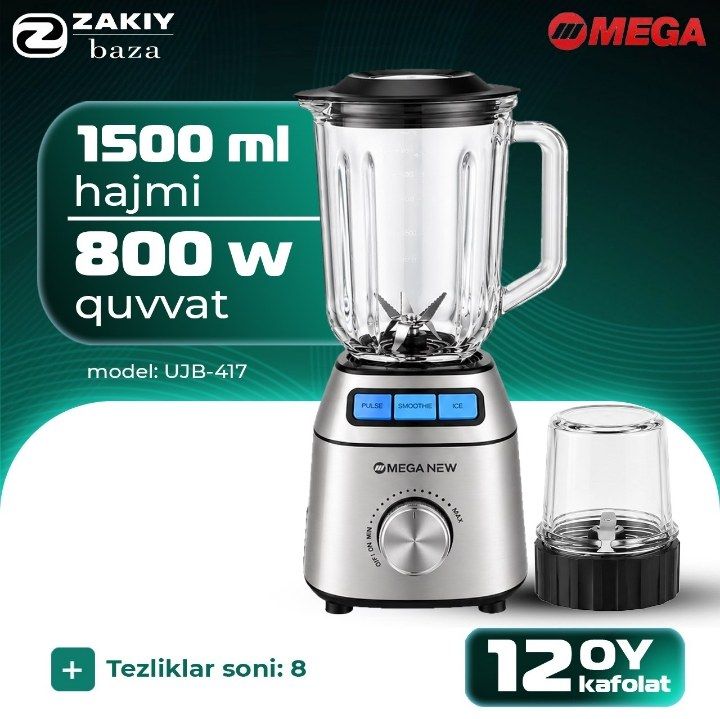 ZAKIY
baza
MEGA
1500 ml
hajmi
800 w
quvvat
model: UJB-417
PULSE
SMOOTHIE
ICE
MEGA NEW
OFF ON MIN
MAX
+ Tezliklar soni: 8
12 OY
kafolat